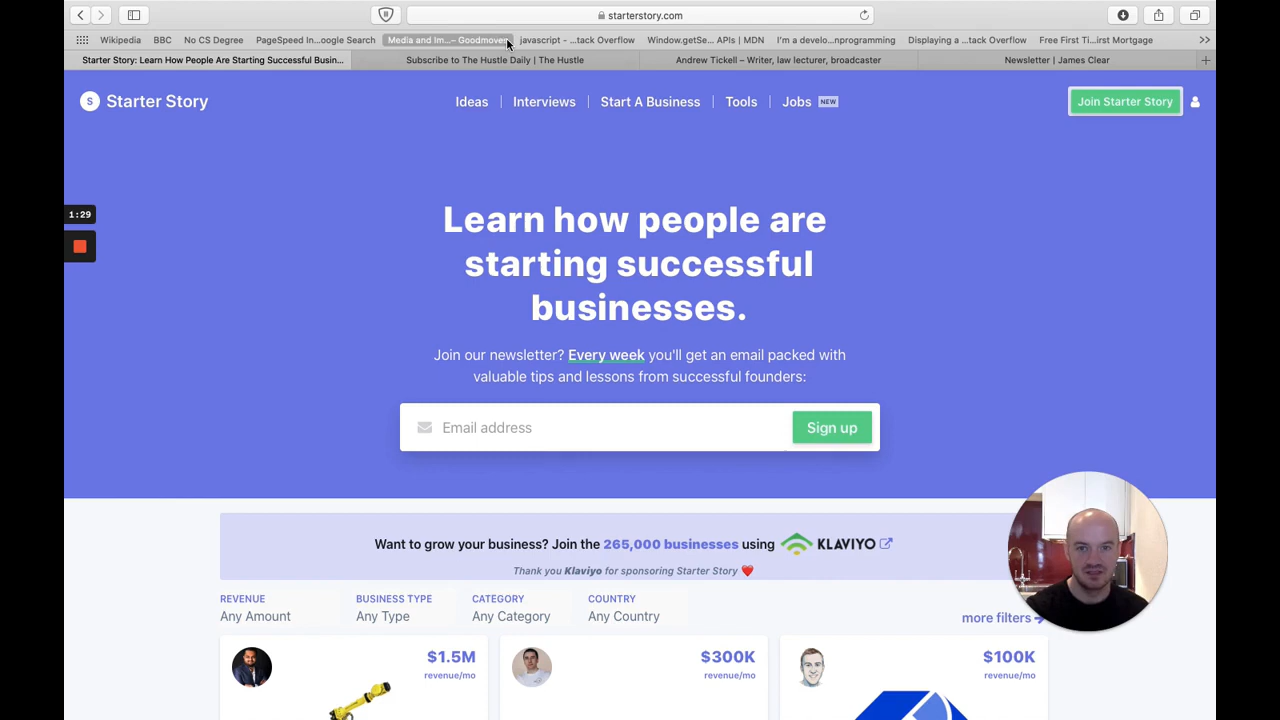 starterstory.com
Wikipedia BBC No CS Degree PageSpeed In...oogle Search Media and Im...– Goodmoves javascript - ...tack Overflow Window.getSe... APIs | MDN I'm a develo...nprogramming Displaying a ...tack Overflow Free First Ti...irst Mortgage
Starter Story: Learn How People Are Starting Successful Busin... Subscribe to The Hustle Daily | The Hustle Andrew Tickell – Writer, law lecturer, broadcaster Newsletter | James Clear
S Starter Story Ideas Interviews Start A Business Tools Jobs NEW Join Starter Story
1:29
Learn how people are
starting successful
businesses.
Join our newsletter? Every week you'll get an email packed with
valuable tips and lessons from successful founders:
Email address Sign up
Want to grow your business? Join the 265,000 businesses using KLAVIYO
Thank you Klaviyo for sponsoring Starter Story ❤️
REVENUE BUSINESS TYPE CATEGORY COUNTRY
Any Amount Any Type Any Category Any Country more filters
$1.5M $300K $100K
revenue/mo revenue/mo revenue/mo